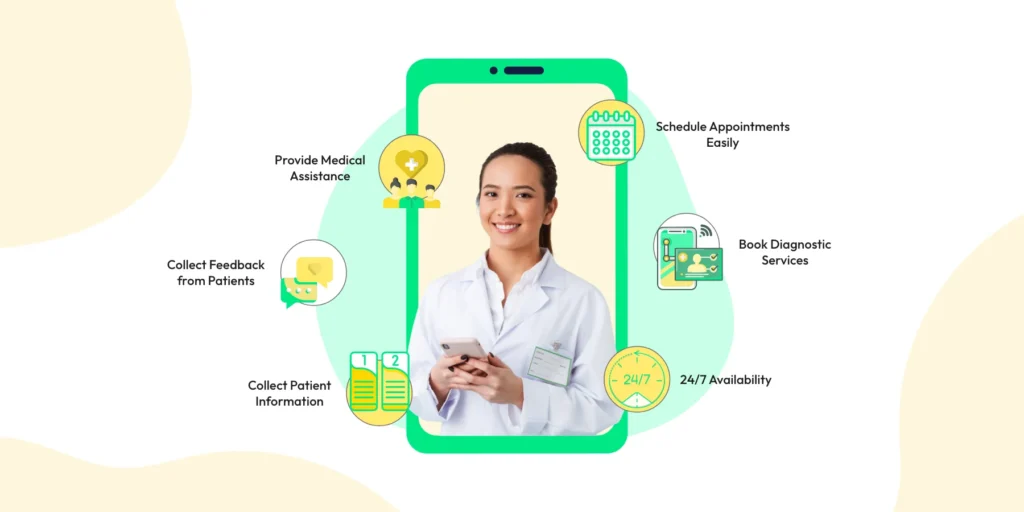 Provide Medical
Assistance
Collect Feedback
from Patients
1 2
Collect Patient
Information
Schedule Appointments
Easily
Book Diagnostic
Services
24/7
24/7 Availability